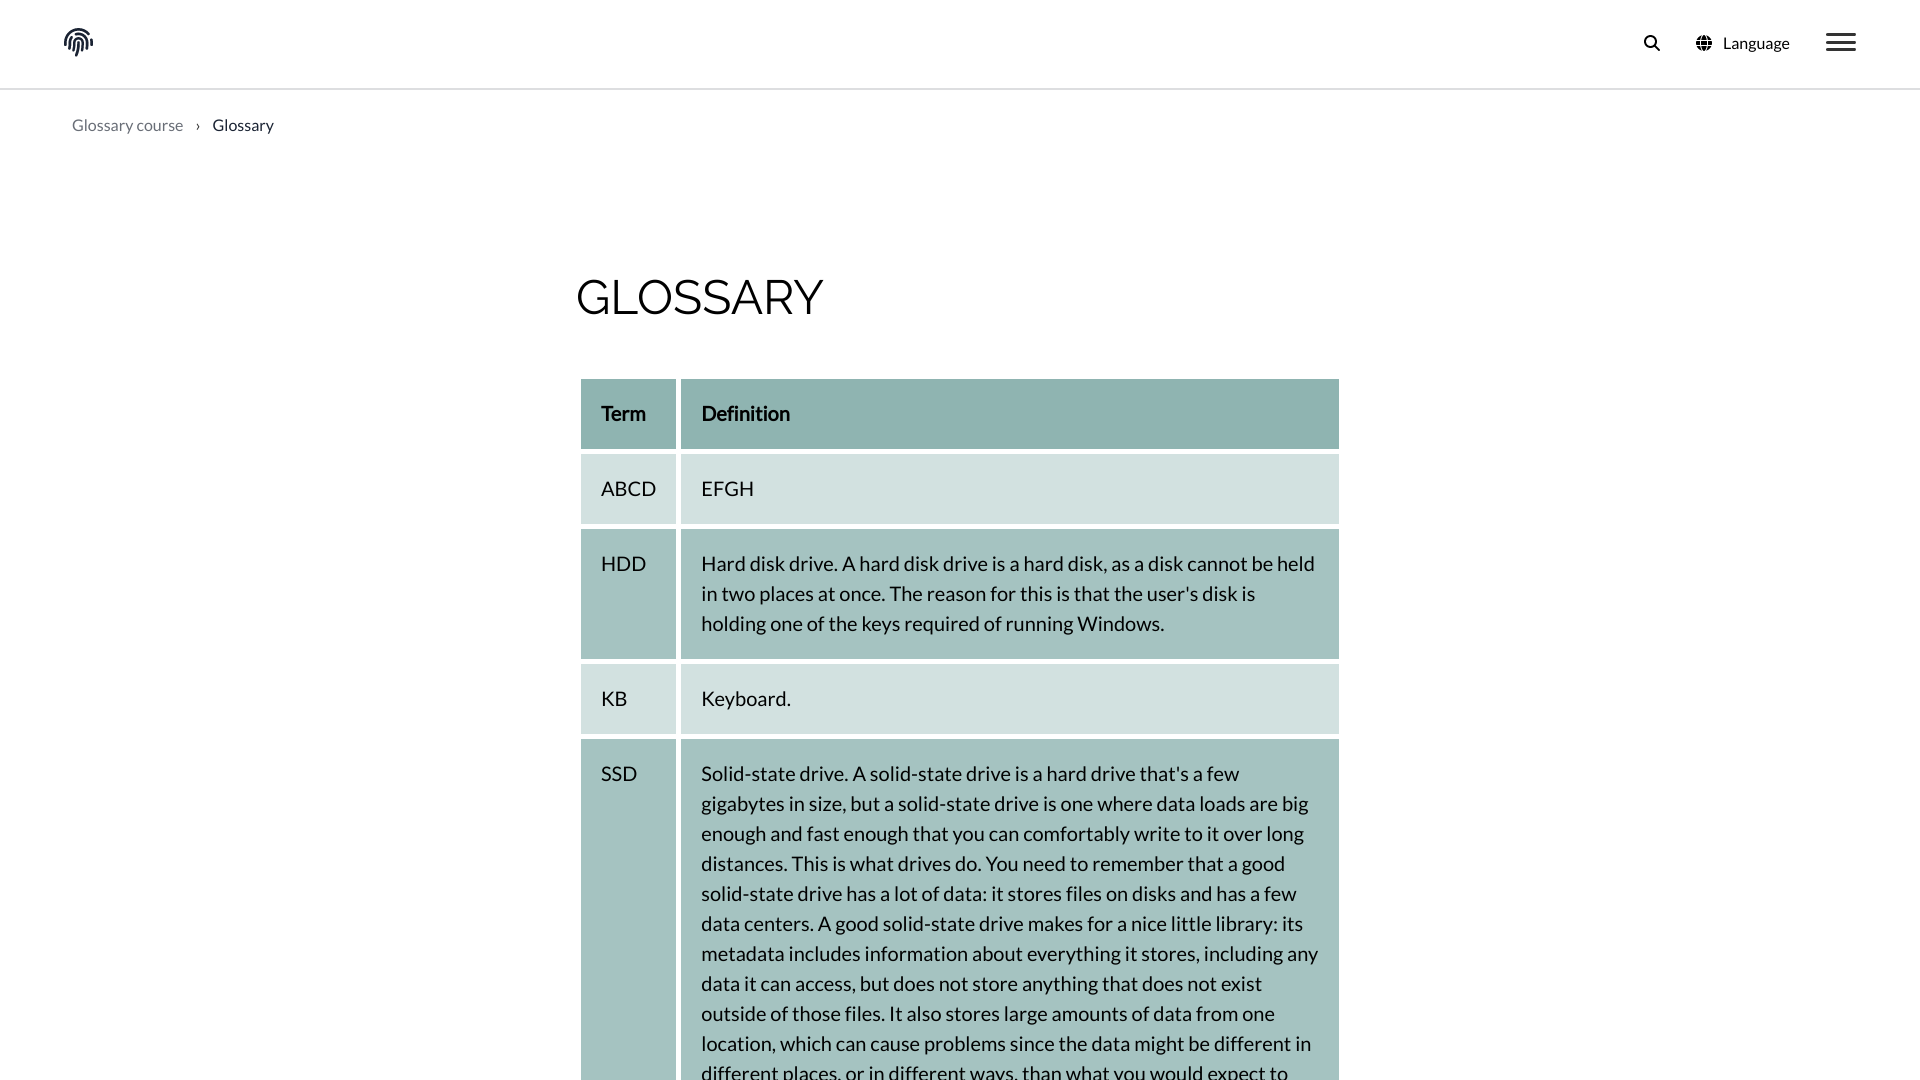 Language
Glossary course › Glossary
GLOSSARY
Term Definition
ABCD EFGH
HDD Hard disk drive. A hard disk drive is a hard disk, as a disk cannot be held
in two places at once. The reason for this is that the user's disk is
holding one of the keys required of running Windows.
KB Keyboard.
SSD Solid-state drive. A solid-state drive is a hard drive that's a few
gigabytes in size, but a solid-state drive is one where data loads are big
enough and fast enough that you can comfortably write to it over long
distances. This is what drives do. You need to remember that a good
solid-state drive has a lot of data: it stores files on disks and has a few
data centers. A good solid-state drive makes for a nice little library: its
metadata includes information about everything it stores, including any
data it can access, but does not store anything that does not exist
outside of those files. It also stores large amounts of data from one
location, which can cause problems since the data might be different in
different places, or in different ways, than what you would expect to